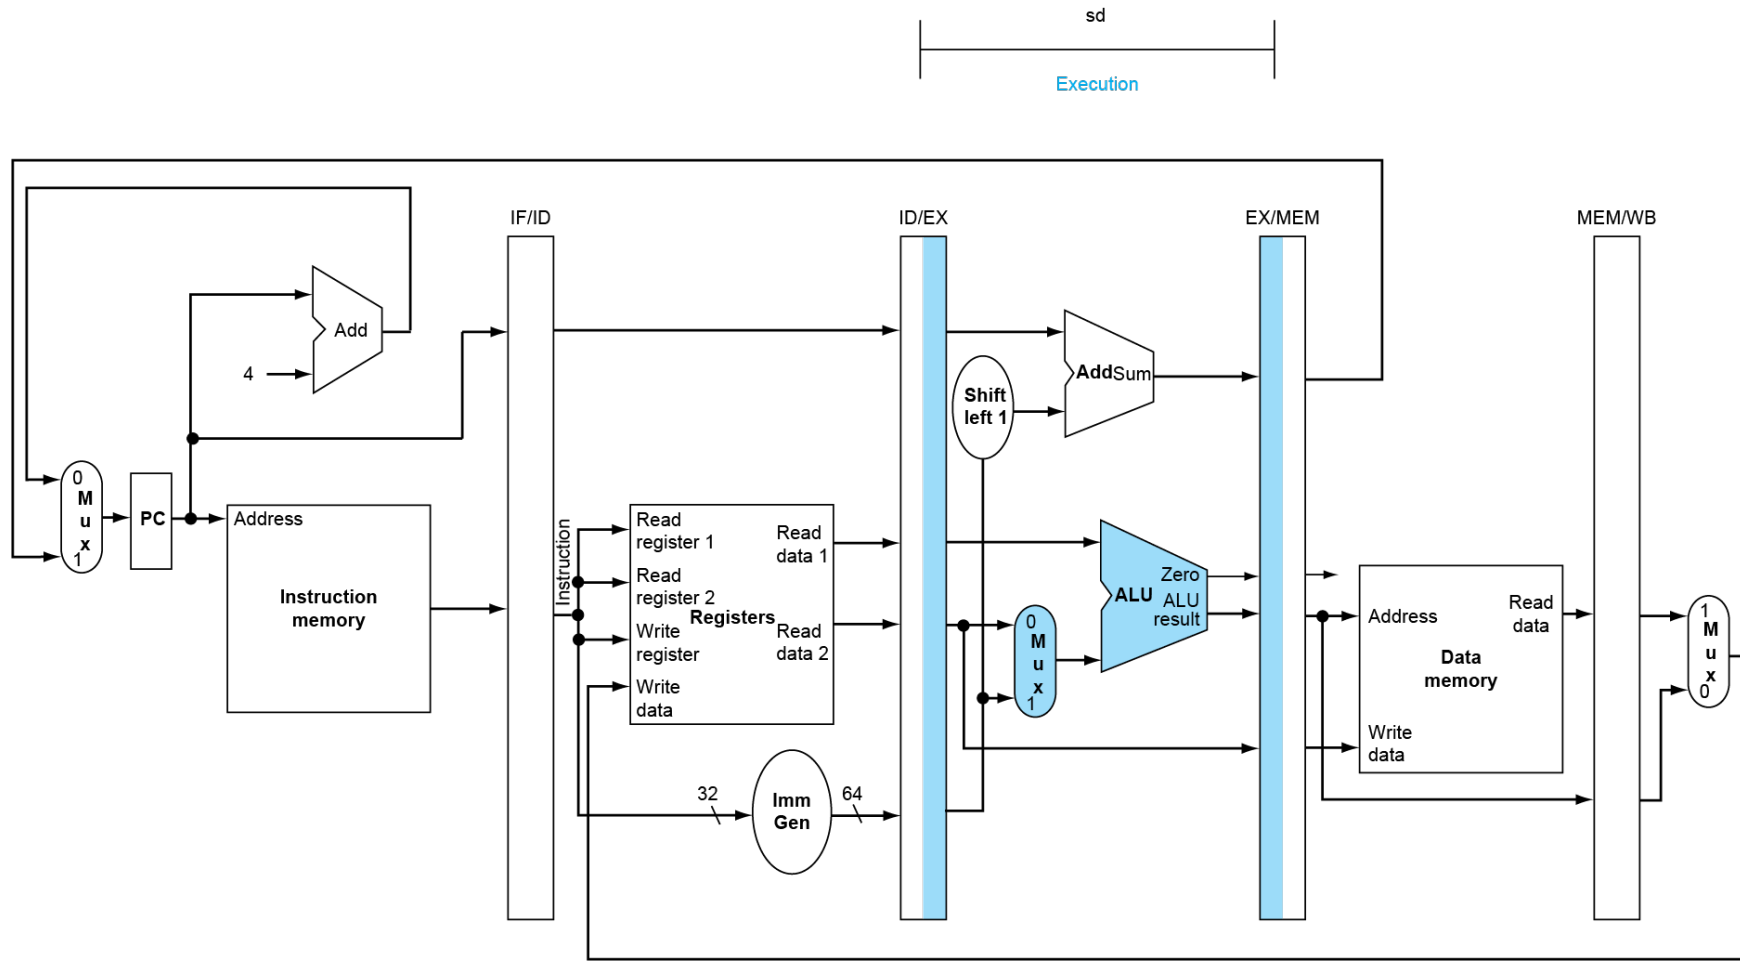 sd
Execution
IF/ID
ID/EX
EX/MEM
MEM/WB
Add
4
Shift
left 1
AddSum
0
M
u
x
1
PC
Address
Instruction
memory
Instruction
Read
register 1
Read
register 2
Write
register
Write
data
Registers
Read
data 1
Read
data 2
32
Imm
Gen
64
0
M
u
x
1
ALU
Zero
ALU
result
Address
Read
data
Data
memory
Write
data
1
M
u
x
0